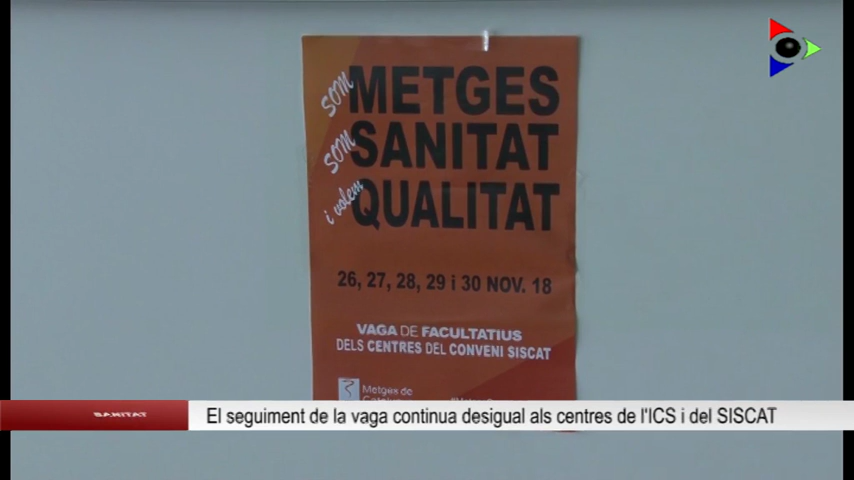 som METGES
som SANITAT
i volem QUALITAT
26, 27, 28, 29 i 30 NOV. 18
VAGA DE FACULTATIUS
DELS CENTRES DEL CONVENI SISCAT
Metges de
SANITAT
El seguiment de la vaga continua desigual als centres de l'ICS i del SISCAT